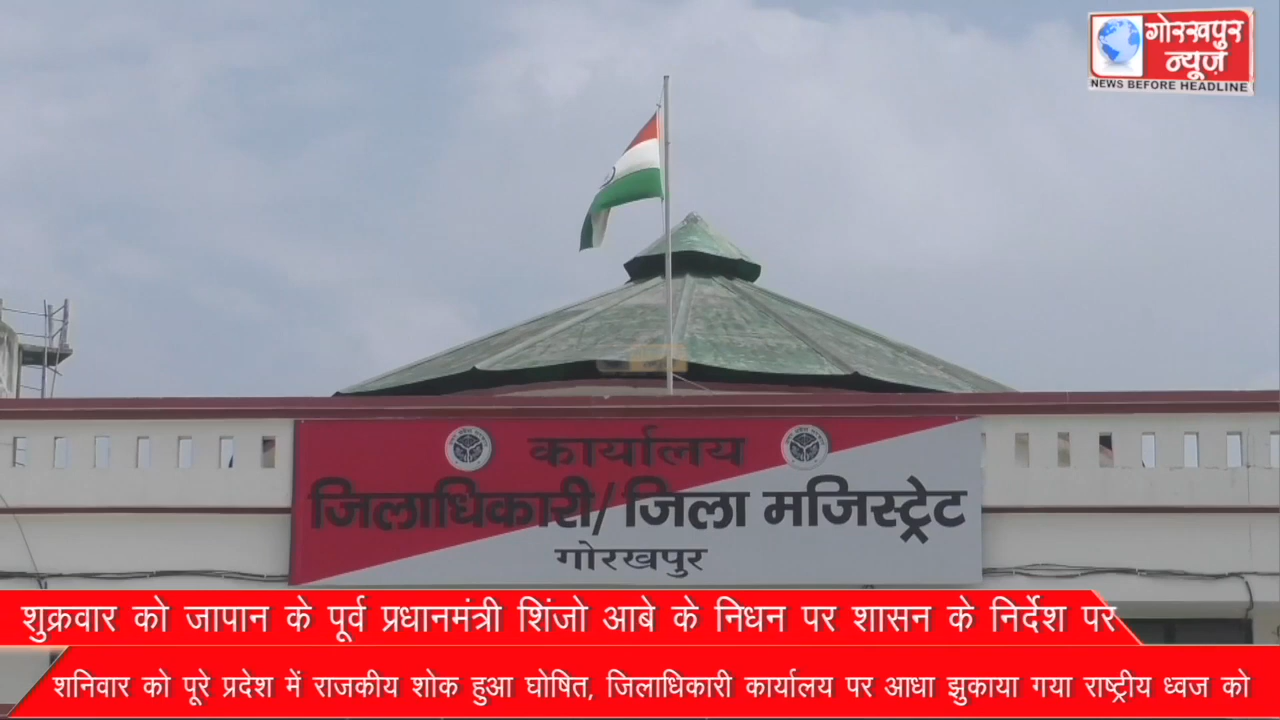 गोरखपुर
न्यूज़
NEWS BEFORE HEADLINE
कार्यालय
जिलाधिकारी/ जिला मजिस्ट्रेट
गोरखपुर
शुक्रवार को जापान के पूर्व प्रधानमंत्री शिंजो आबे के निधन पर शासन के निर्देश पर
शनिवार को पूरे प्रदेश में राजकीय शोक हुआ घोषित, जिलाधिकारी कार्यालय पर आधा झुकाया गया राष्ट्रीय ध्वज को